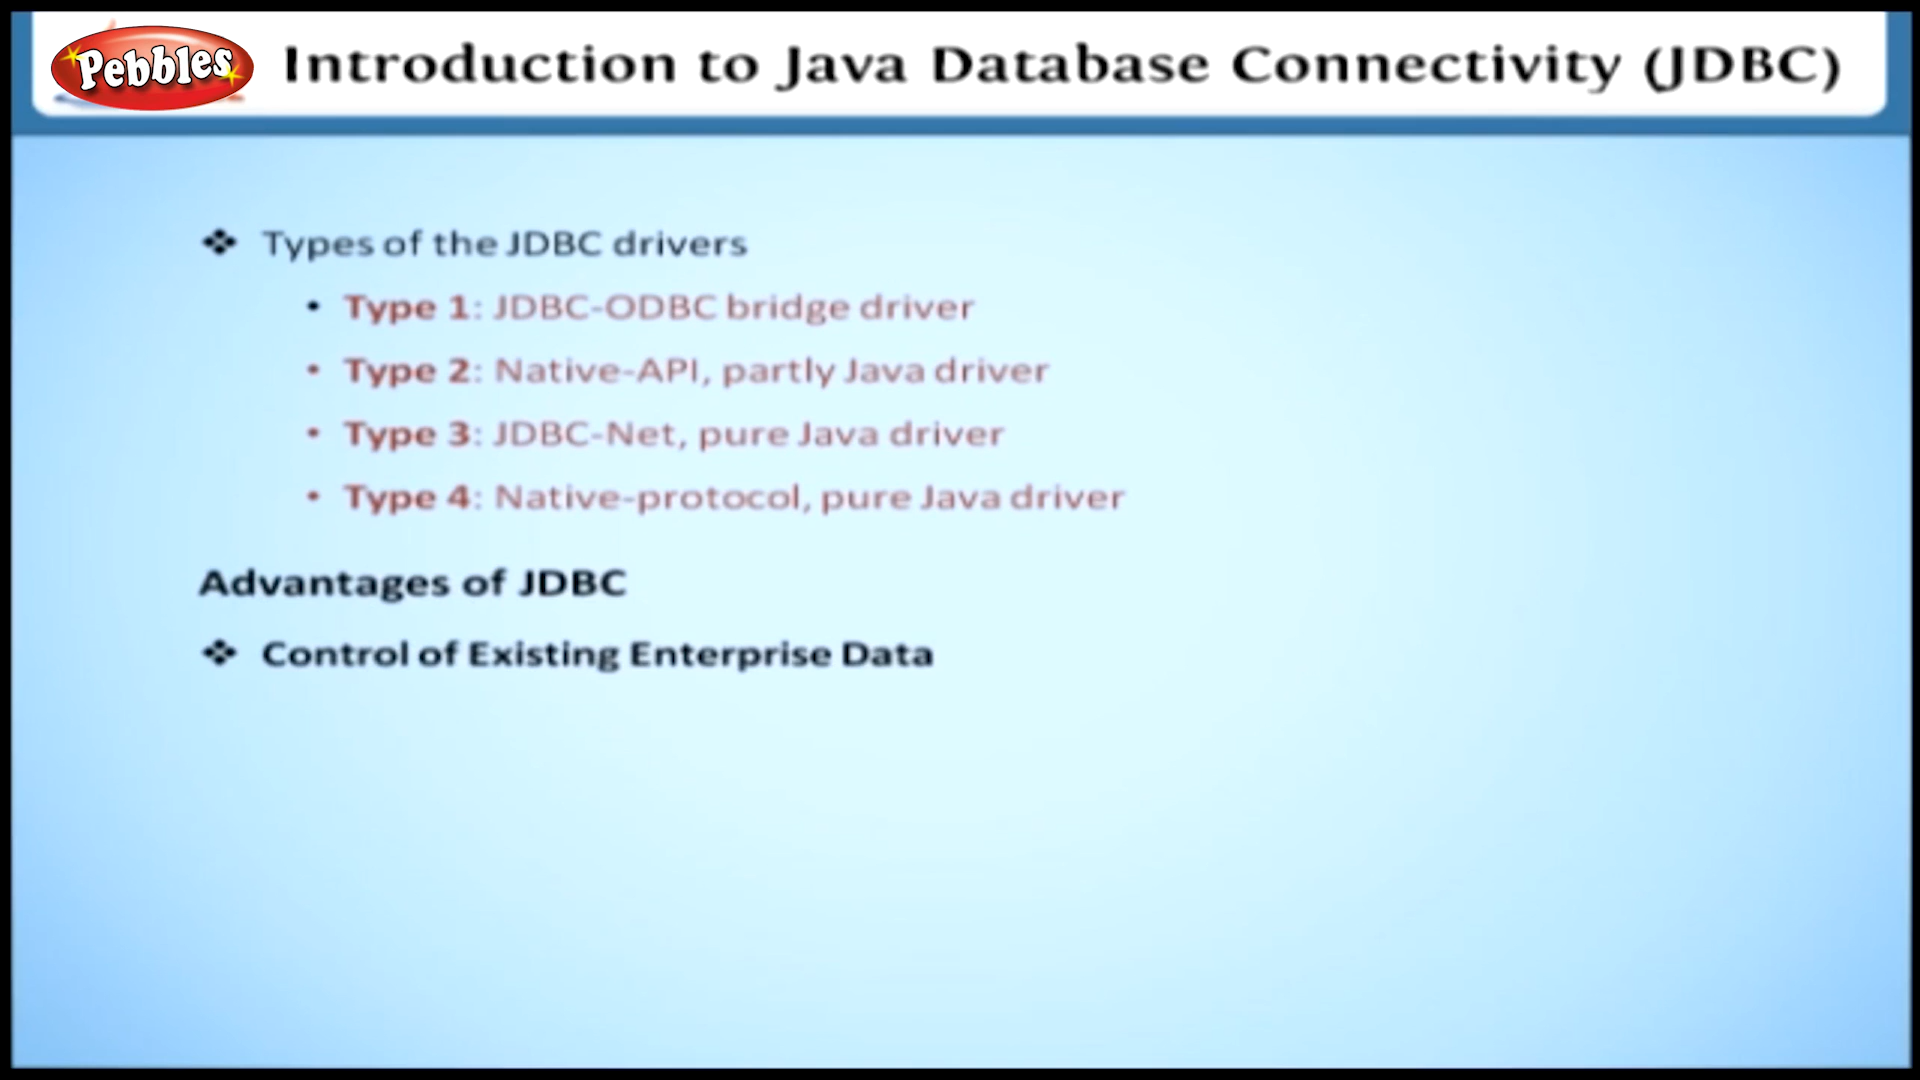 Pebbles
Introduction to Java Database Connectivity (JDBC)
❖ Types of the JDBC drivers
• Type 1: JDBC-ODBC bridge driver
• Type 2: Native-API, partly Java driver
• Type 3: JDBC-Net, pure Java driver
• Type 4: Native-protocol, pure Java driver
Advantages of JDBC
❖ Control of Existing Enterprise Data